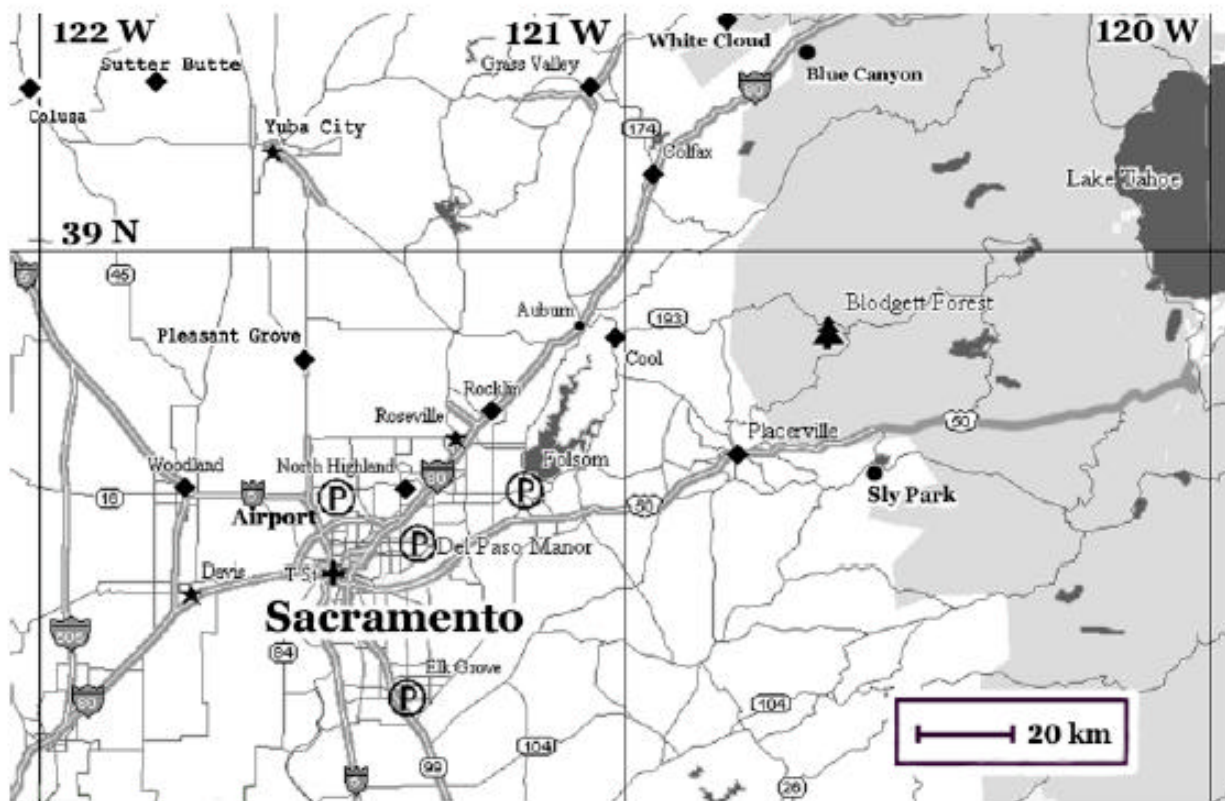 122 W
121 W
120 W
White Cloud
Sutter Butte
Grass Valley
Blue Canyon
Colusa
Yuba City
174
Colfax
Lake Tahoe
39 N
45
Auburn
193
Blodgett Forest
Pleasant Grove
Cool
Rocklin
Roseville
50
Placerville
Woodland
North Highland
80
Folsom
16
P
P
50
Sly Park
Airport
P
Del Paso Manor
Davis
T St
Sacramento
505
84
Elk Grove
80
P
104
20 km
104
99
26